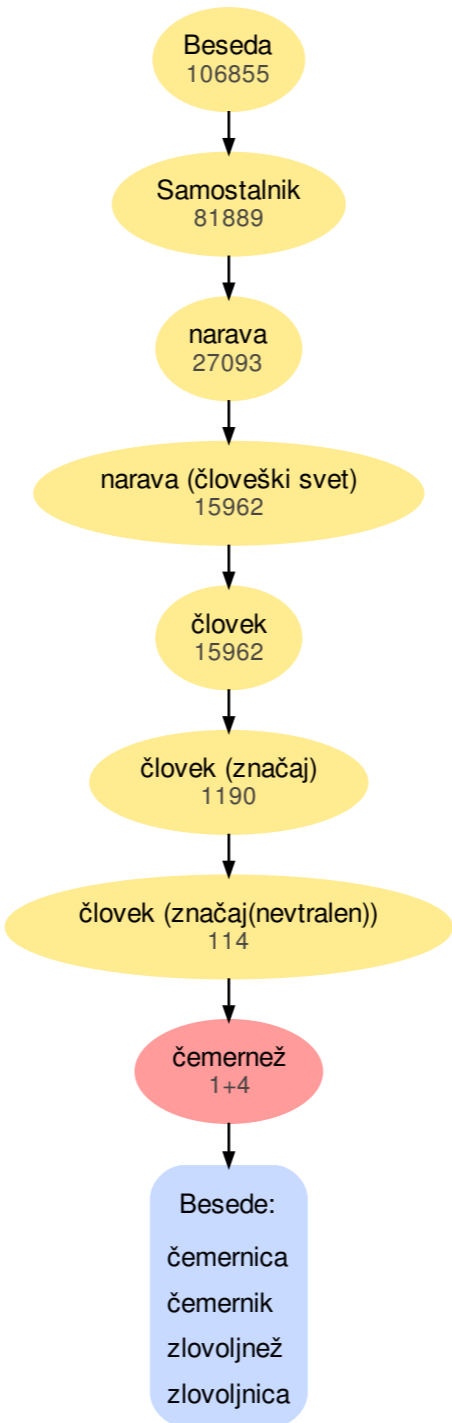 Beseda
106855
Samostalnik
81889
narava
27093
narava (človeški svet)
15962
človek
15962
človek (značaj)
1190
človek (značaj(nevtralen))
114
čemernež
1+4
Besede:
čemernica
čemernik
zlovoljnež
zlovoljnica